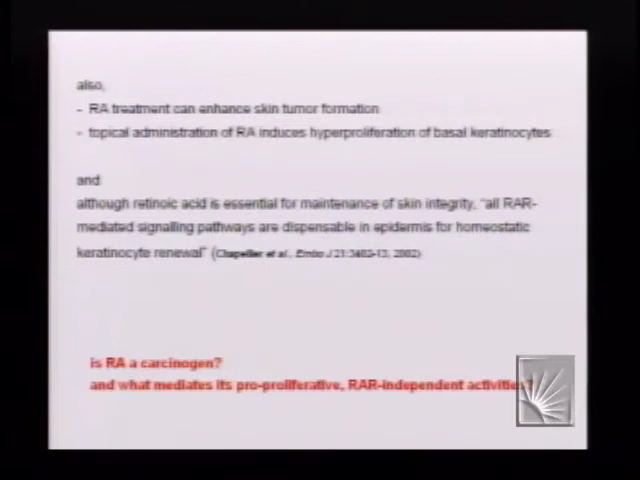 also,
- RA treatment can enhance skin tumor formation
- topical administration of RA induces hyperproliferation of basal keratinocytes
and
although retinoic acid is essential for maintenance of skin integrity, "all RAR-
mediated signalling pathways are dispensable in epidermis for homeostatic
keratinocyte renewal" (Chapellier et al., Embo J 21:3402-13, 2002)
is RA a carcinogen?
and what mediates its pro-proliferative, RAR-independent activities?